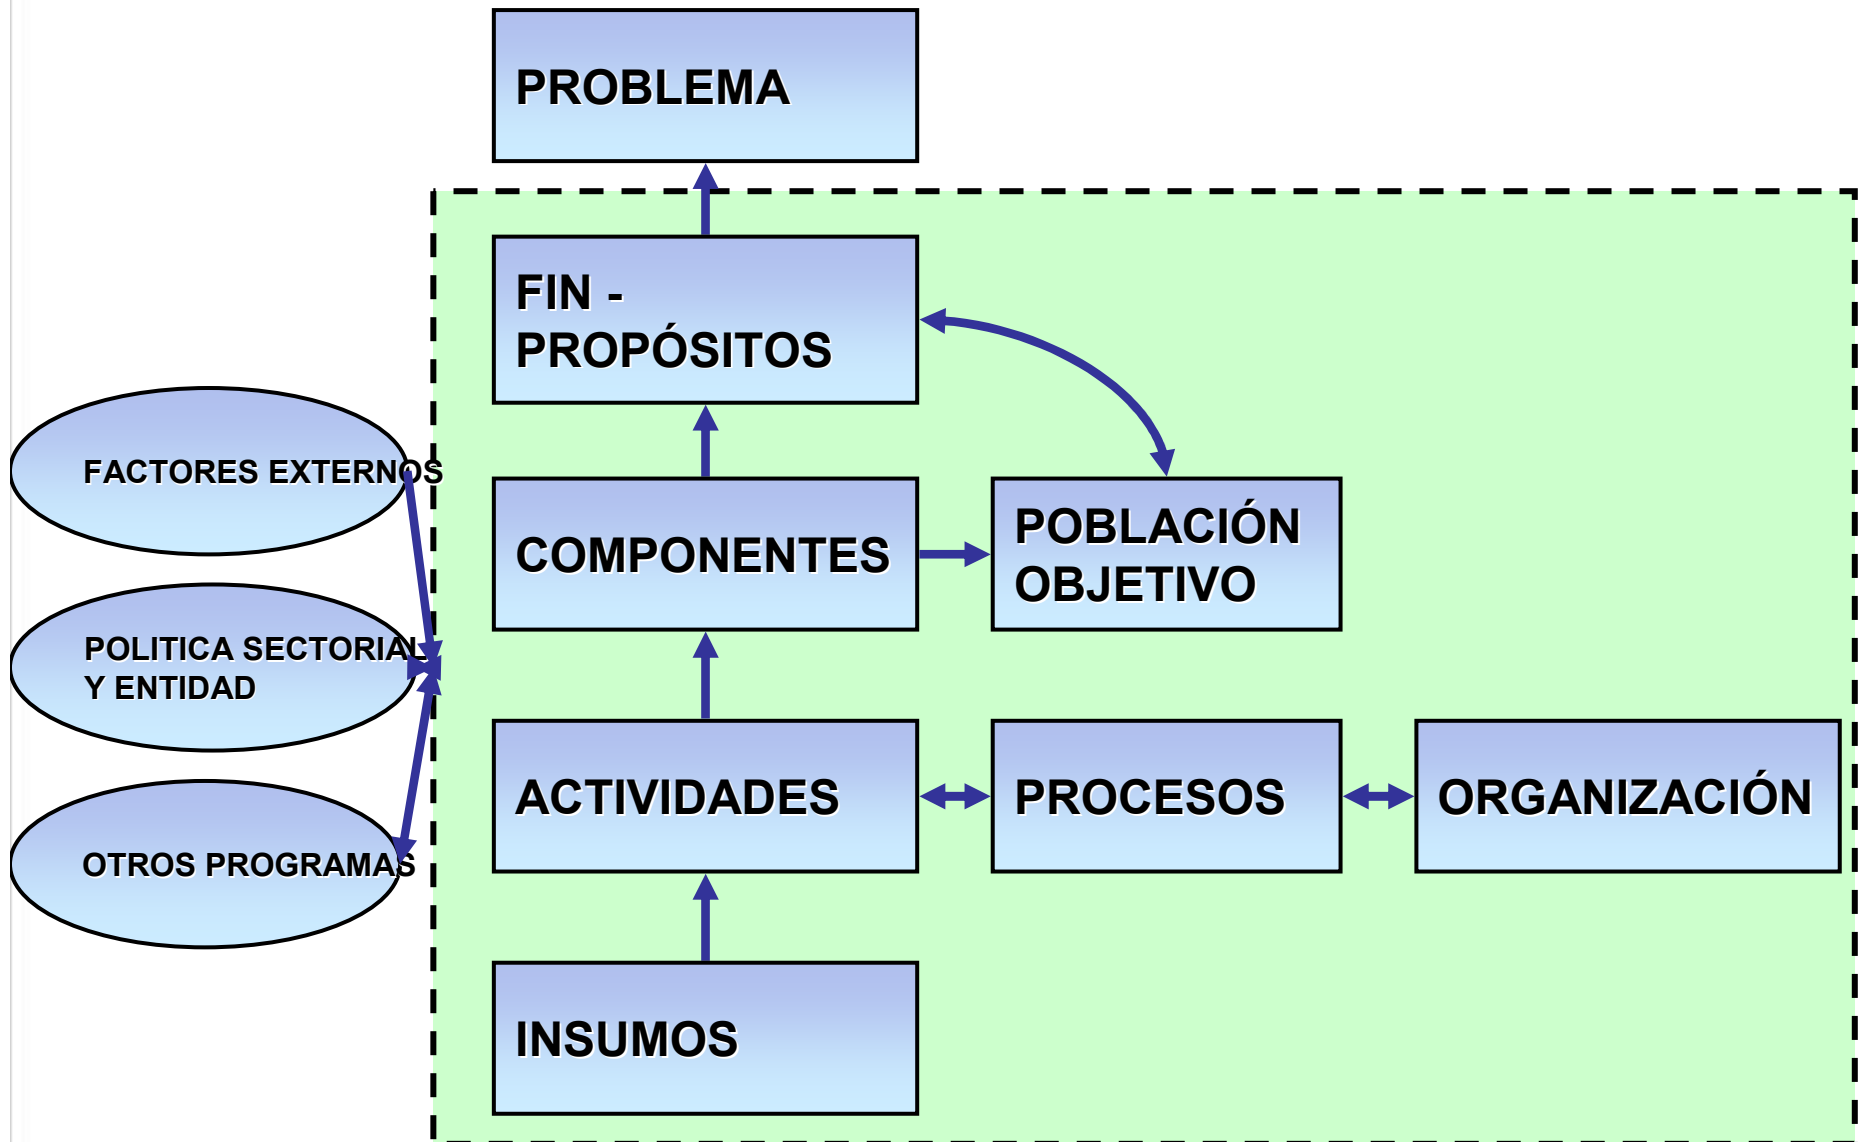 PROBLEMA
FIN -
PROPÓSITOS
FACTORES EXTERNOS
COMPONENTES
POBLACIÓN
OBJETIVO
POLITICA SECTORIAL
Y ENTIDAD
ACTIVIDADES
PROCESOS
ORGANIZACIÓN
OTROS PROGRAMAS
INSUMOS